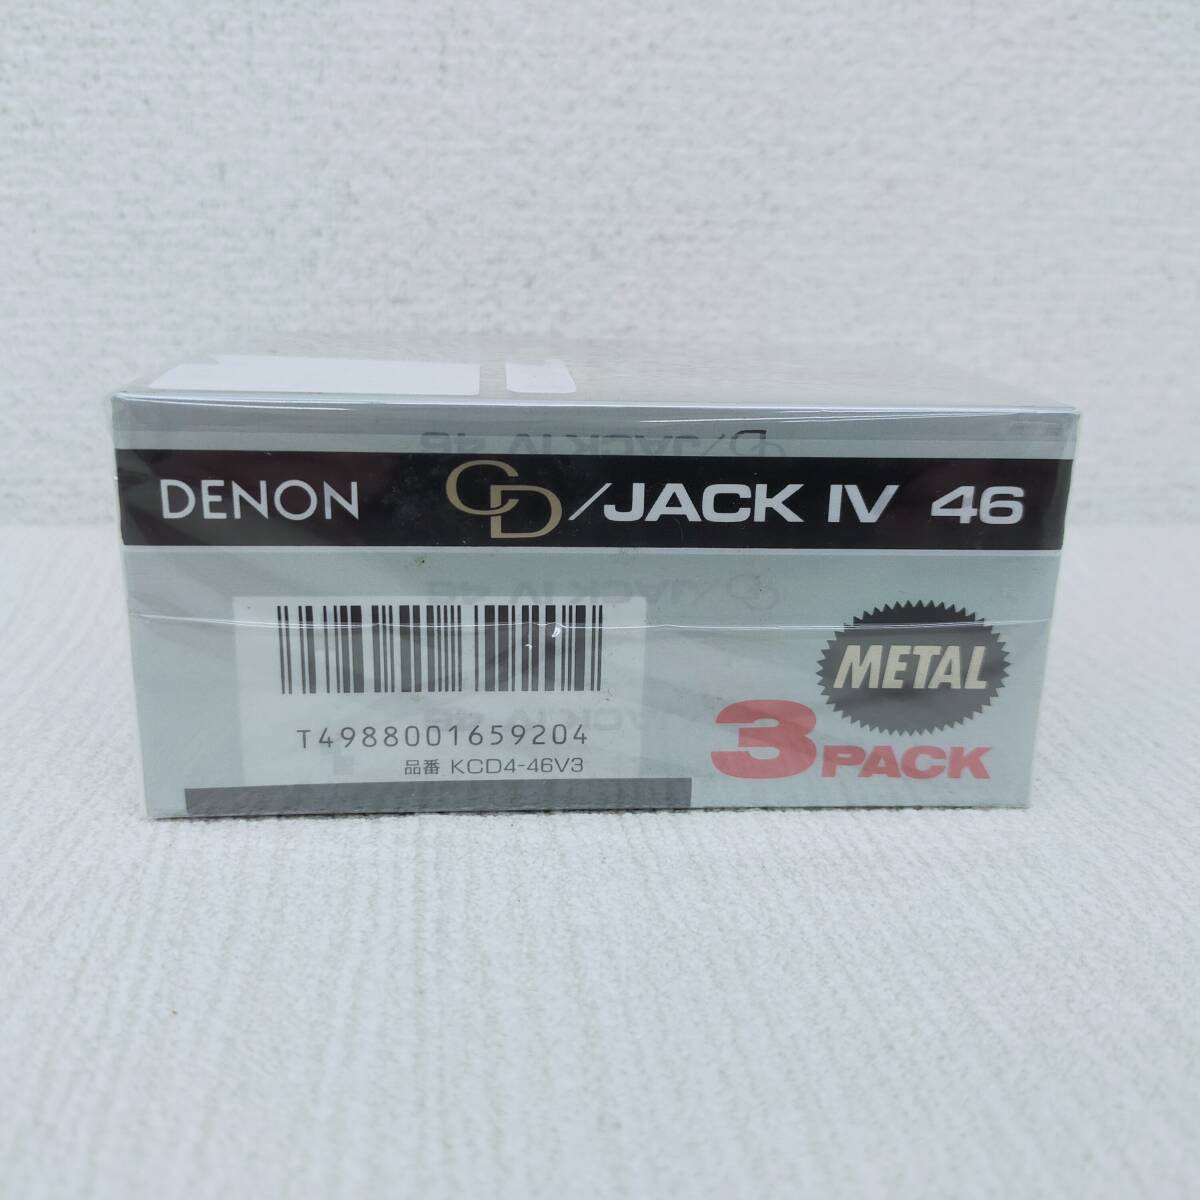 DENON CD/JACK IV 46
METAL
3PACK
T4988001659204
品番 KCD4-46V3